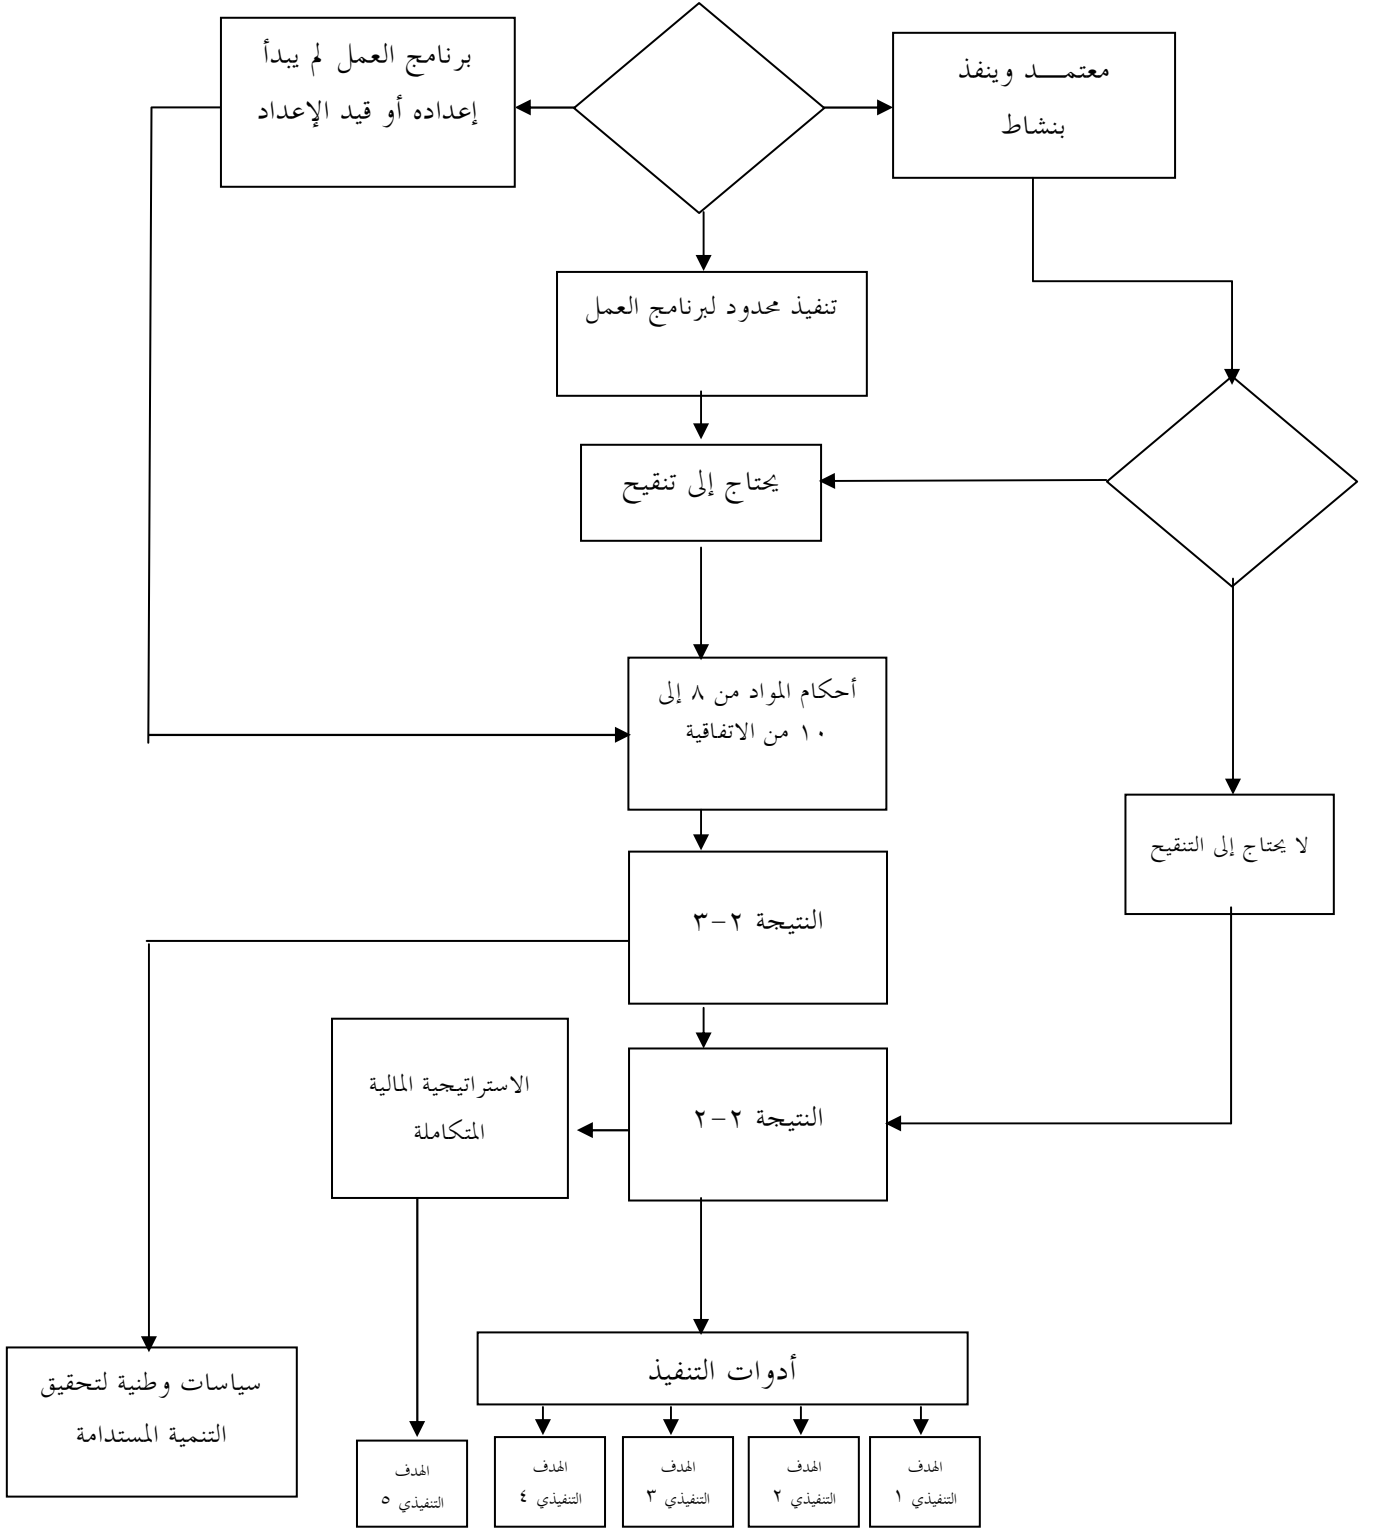 معتمـــد وينفذ
بنشاط
برنامج العمل لم يبدأ
إعداده أو قيد الإعداد
تنفيذ محدود لبرنامج العمل
يحتاج إلى تنقيح
أحكام المواد من ٨ إلى
١٠ من الاتفاقية
لا يحتاج إلى التنقيح
النتيجة ٢-٣
النتيجة ٢-٢
الاستراتيجية المالية
المتكاملة
أدوات التنفيذ
سياسات وطنية لتحقيق
التنمية المستدامة
الهدف
التنفيذي ١
الهدف
التنفيذي ٢
الهدف
التنفيذي ٣
الهدف
التنفيذي ٤
الهدف
التنفيذي ٥